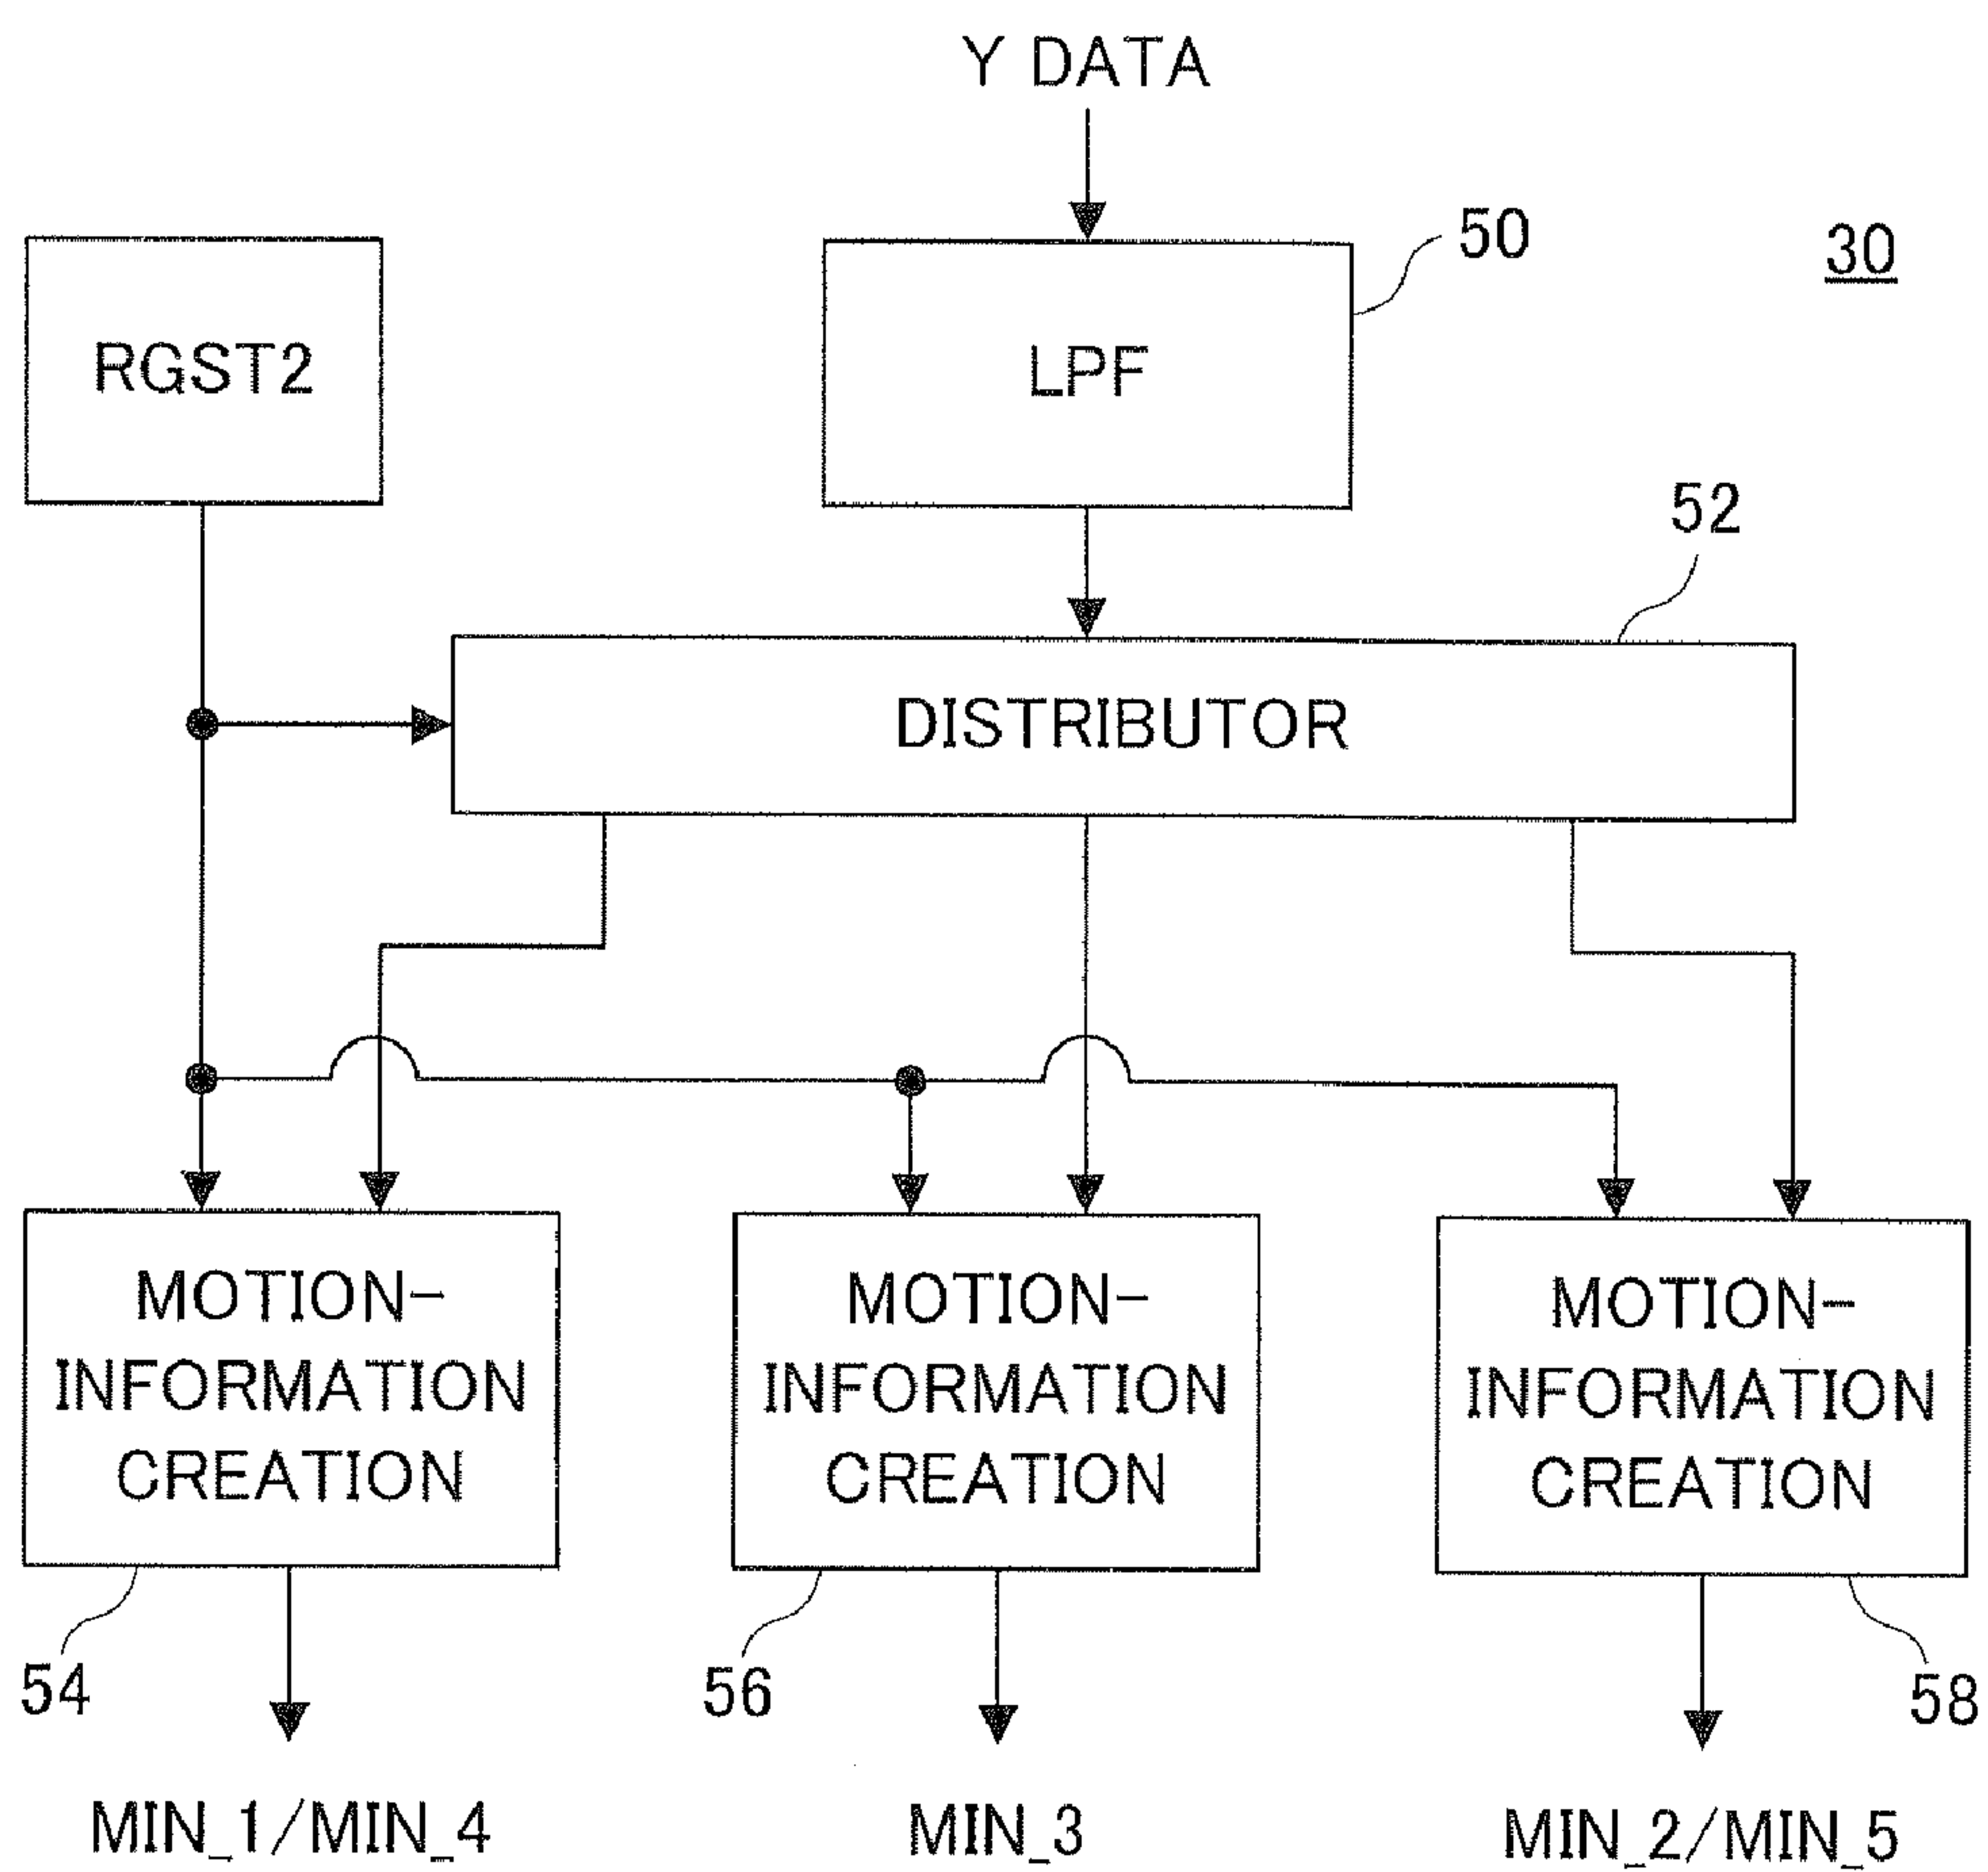 Y DATA
50
30
RGST2
LPF
52
DISTRIBUTOR
MOTION-
INFORMATION
CREATION
MOTION-
INFORMATION
CREATION
MOTION-
INFORMATION
CREATION
54
56
58
MIN_1/MIN_4
MIN_3
MIN_2/MIN_5